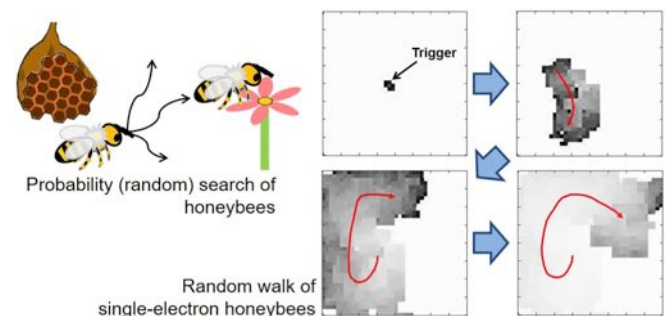 Trigger
Probability (random) search of
honeybees
Random walk of
single-electron honeybees